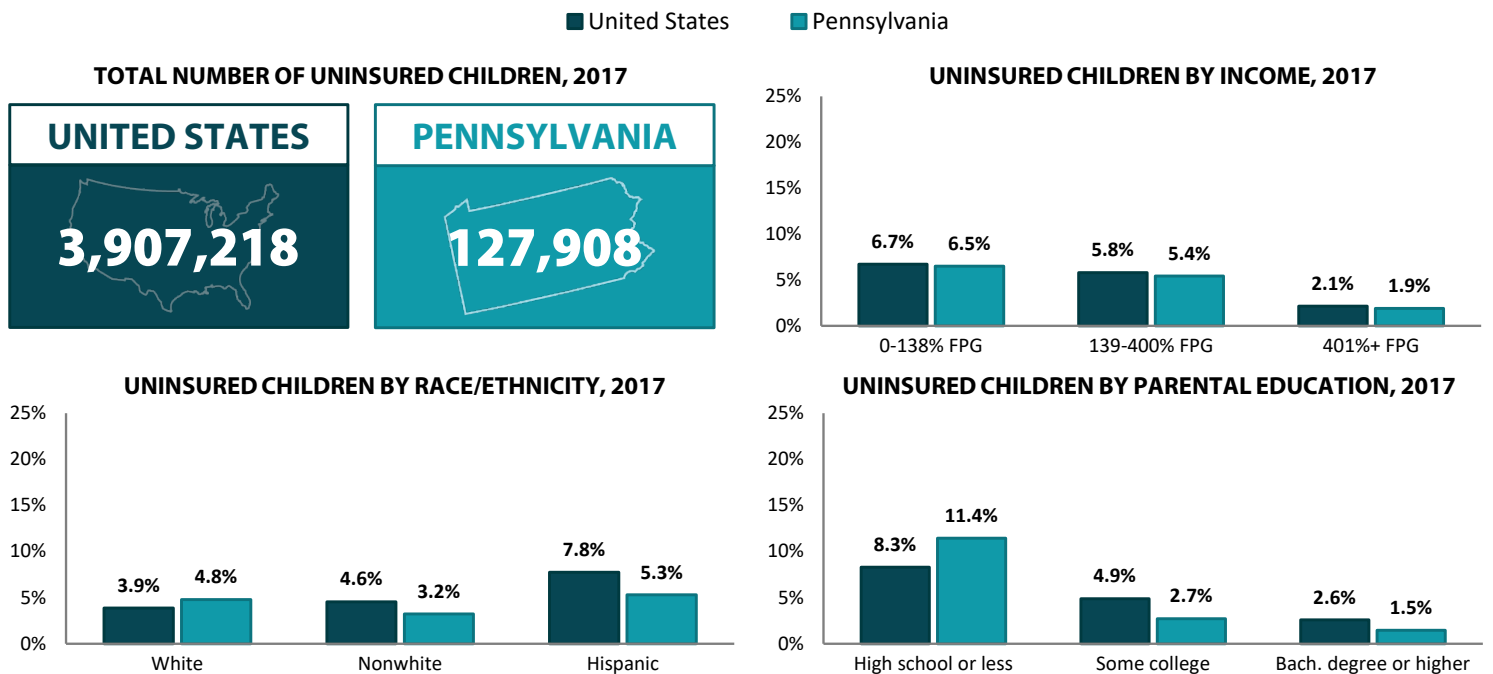 United States
Pennsylvania
TOTAL NUMBER OF UNINSURED CHILDREN, 2017
UNITED STATES
3,907,218
PENNSYLVANIA
127,908
UNINSURED CHILDREN BY INCOME, 2017
25%
20%
15%
10%
5%
0%
6.7%
6.5%
5.8%
5.4%
2.1%
1.9%
0-138% FPG
139-400% FPG
401%+ FPG
UNINSURED CHILDREN BY RACE/ETHNICITY, 2017
25%
20%
15%
10%
5%
0%
3.9%
4.8%
4.6%
3.2%
7.8%
5.3%
White
Nonwhite
Hispanic
UNINSURED CHILDREN BY PARENTAL EDUCATION, 2017
25%
20%
15%
10%
5%
0%
8.3%
11.4%
4.9%
2.7%
2.6%
1.5%
High school or less
Some college
Bach. degree or higher